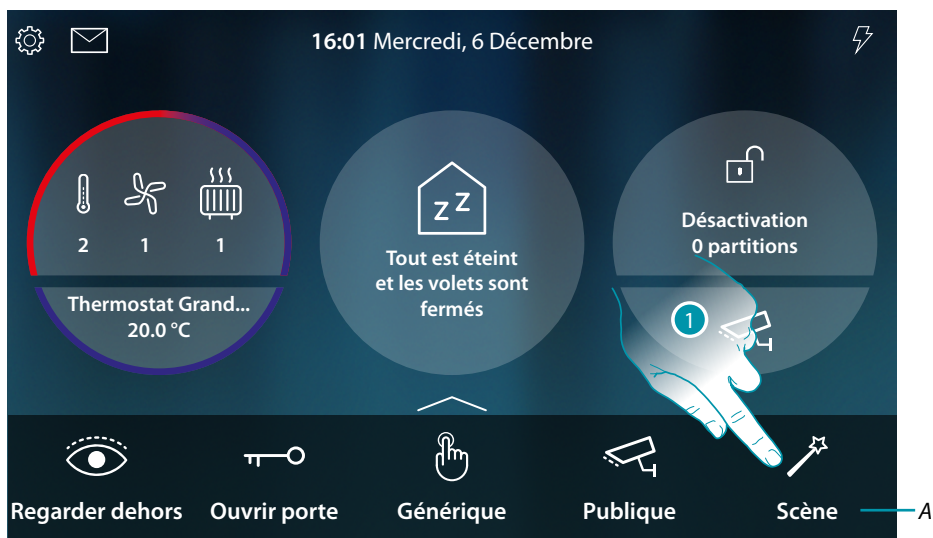 16:01 Mercredi, 6 Décembre
2 1 1
Thermostat Grand...
20.0 °C
zZ
Tout est éteint
et les volets sont
fermés
Désactivation
0 partitions
1
Regarder dehors
Ouvrir porte
Générique
Publique
Scène
A